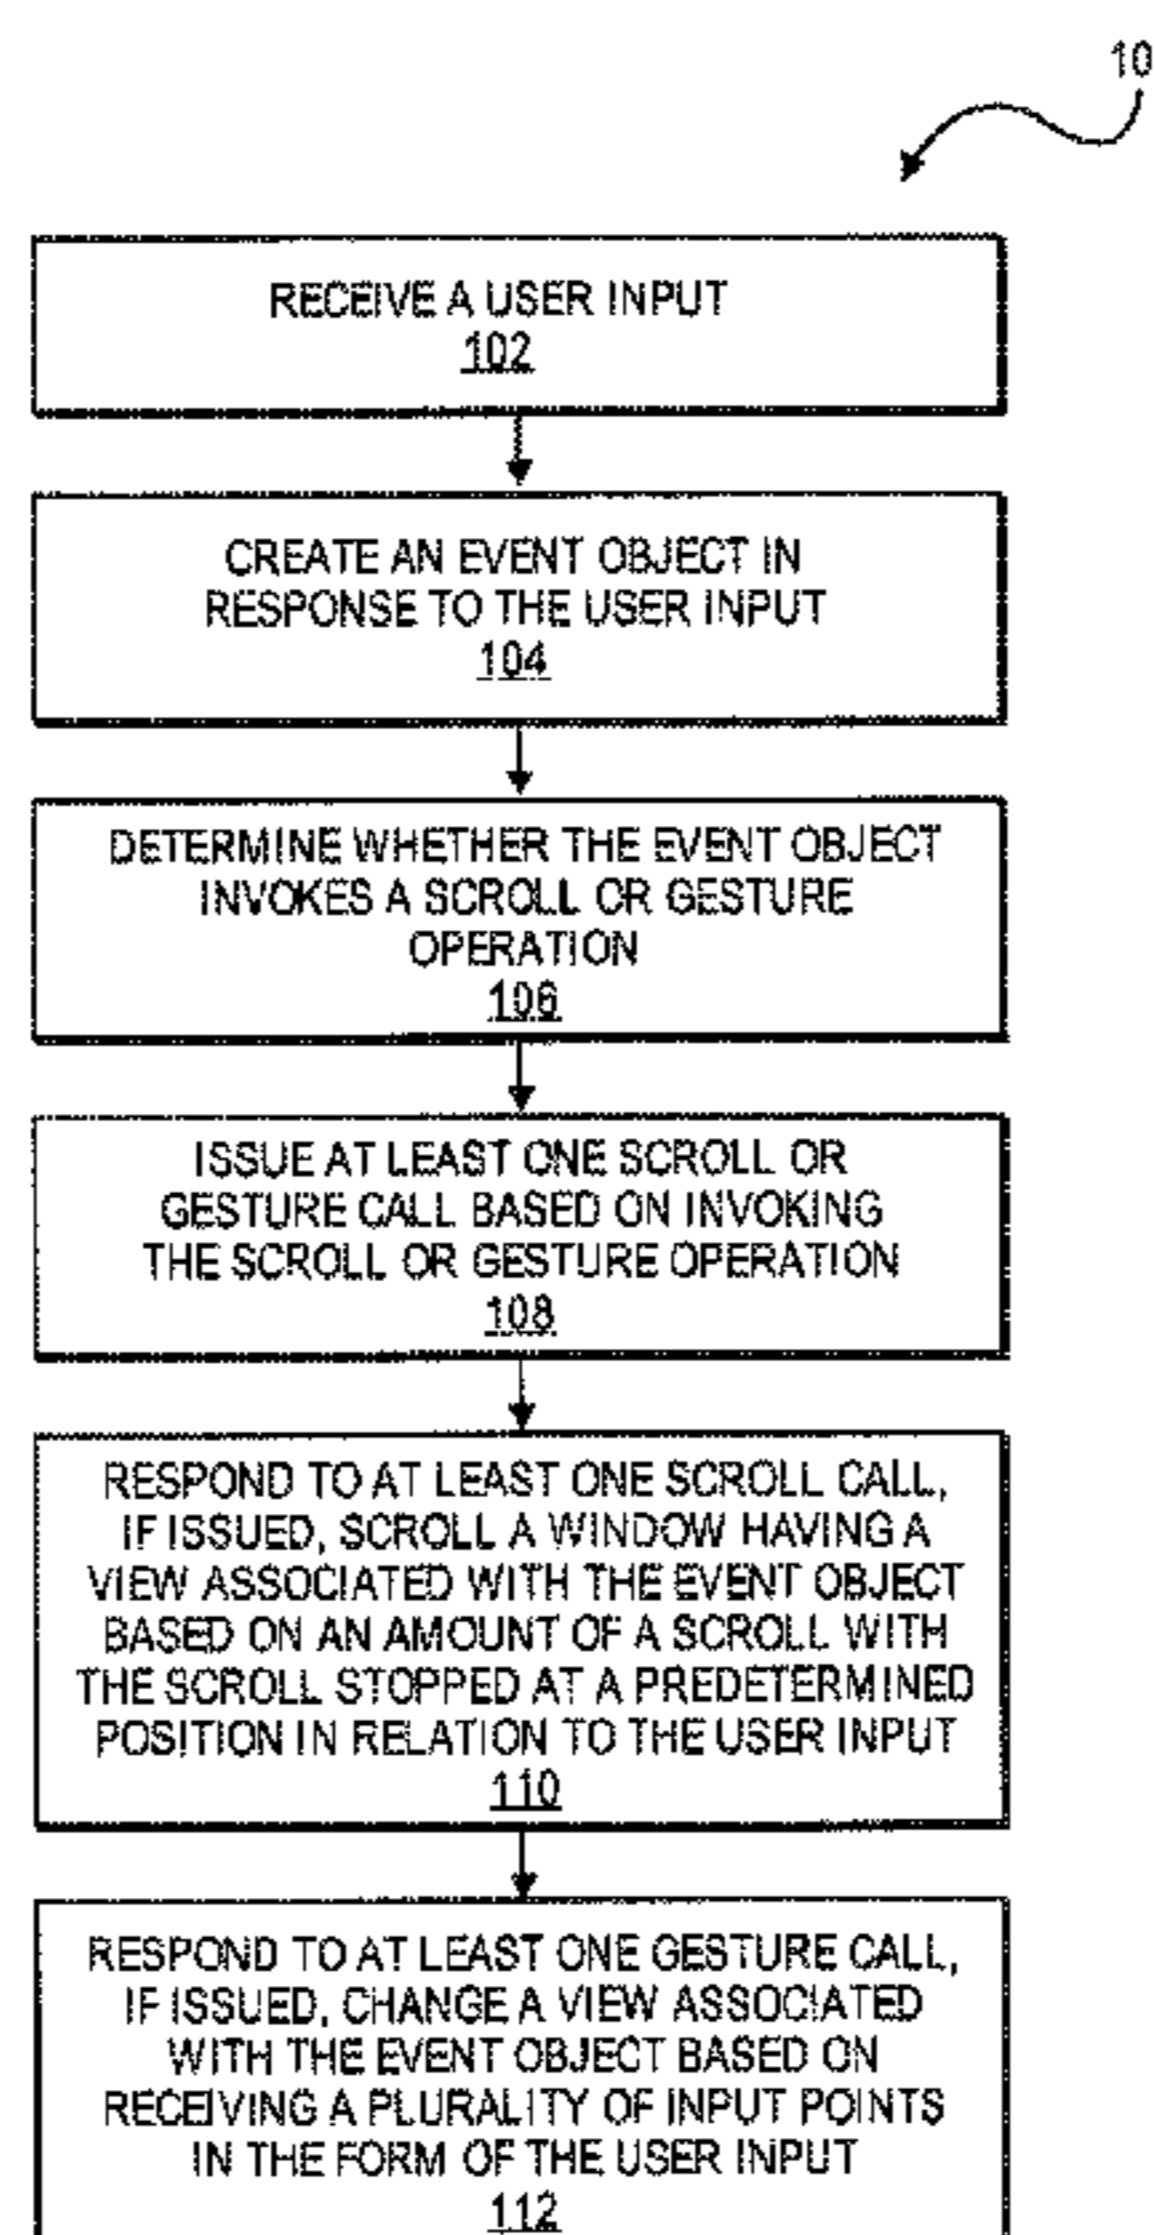 10
RECEIVE A USER INPUT
102
CREATE AN EVENT OBJECT IN
RESPONSE TO THE USER INPUT
104
DETERMINE WHETHER THE EVENT OBJECT
INVOKES A SCROLL OR GESTURE
OPERATION
106
ISSUE AT LEAST ONE SCROLL OR
GESTURE CALL BASED ON INVOKING
THE SCROLL OR GESTURE OPERATION
108
RESPOND TO AT LEAST ONE SCROLL CALL,
IF ISSUED, SCROLL A WINDOW HAVING A
VIEW ASSOCIATED WITH THE EVENT OBJECT
BASED ON AN AMOUNT OF A SCROLL WITH
THE SCROLL STOPPED AT A PREDETERMINED
POSITION IN RELATION TO THE USER INPUT
110
RESPOND TO AT LEAST ONE GESTURE CALL,
IF ISSUED, CHANGE A VIEW ASSOCIATED
WITH THE EVENT OBJECT BASED ON
RECEIVING A PLURALITY OF INPUT POINTS
IN THE FORM OF THE USER INPUT
112